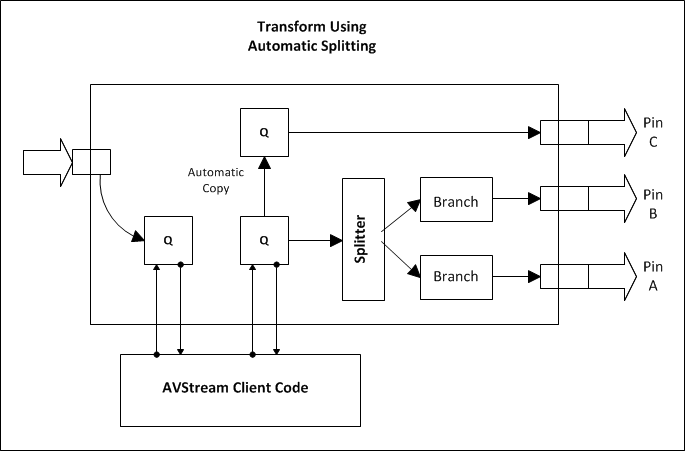 Transform Using
Automatic Splitting
Q
Pin
C
Automatic
Copy
Splitter
Branch
Pin
B
Q
Q
Branch
Pin
A
AVStream Client Code